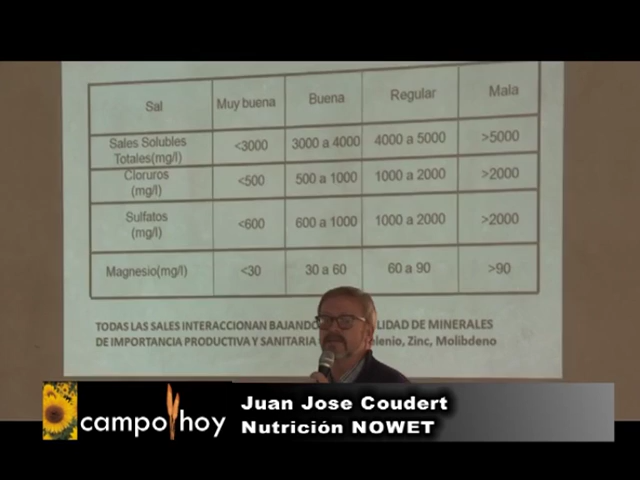 Sal Muy buena Buena Regular Mala
Sales Solubles
Totales(mg/l) <3000 3000 a 4000 4000 a 5000 >5000
Cloruros
(mg/l) <500 500 a 1000 1000 a 2000 >2000
Sulfatos
(mg/l) <600 600 a 1000 1000 a 2000 >2000
Magnesio(mg/l) <30 30 a 60 60 a 90 >90
TODAS LAS SALES INTERACCIONAN BAJANDO LIDAD DE MINERALES
DE IMPORTANCIA PRODUCTIVA Y SANITARIA elenio, Zinc, Molibdeno
campo hoy
Juan Jose Coudert
Nutrición NOWET